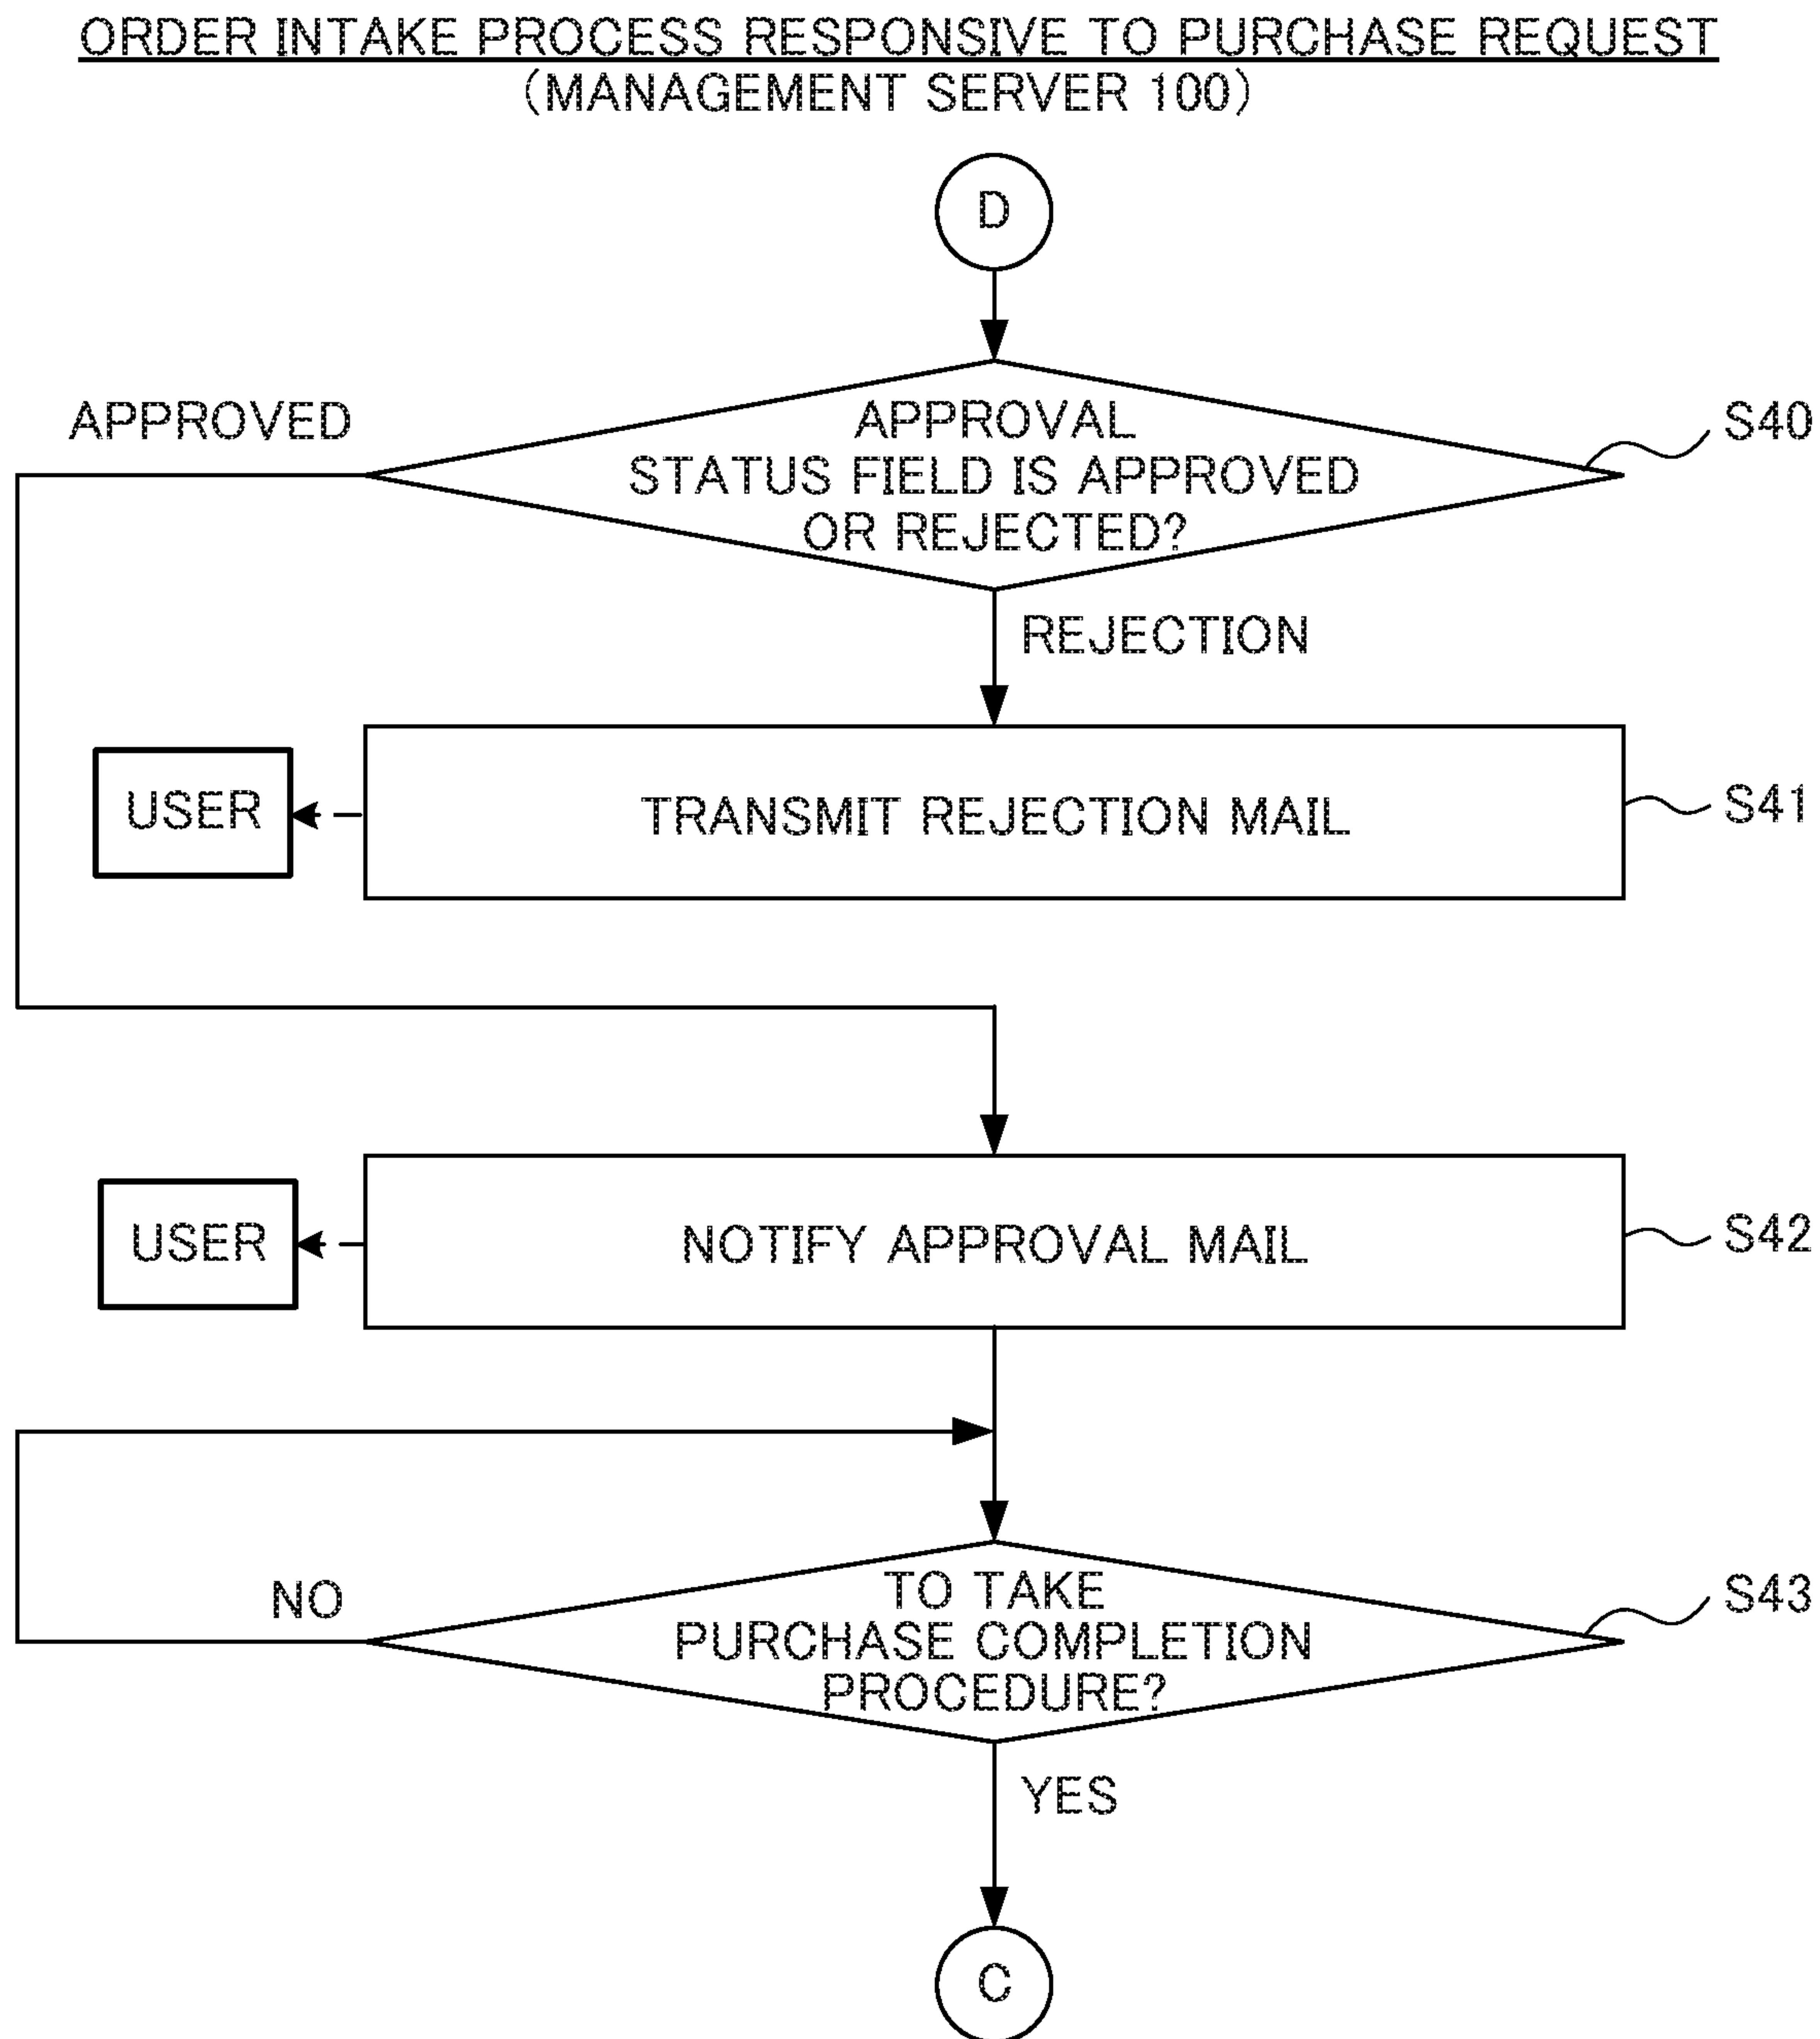 ORDER INTAKE PROCESS RESPONSIVE TO PURCHASE REQUEST
(MANAGEMENT SERVER 100)
D
APPROVED
APPROVAL
STATUS FIELD IS APPROVED
OR REJECTED?
S40
REJECTION
USER
TRANSMIT REJECTION MAIL
S41
USER
NOTIFY APPROVAL MAIL
S42
NO
TO TAKE
PURCHASE COMPLETION
PROCEDURE?
S43
YES
C